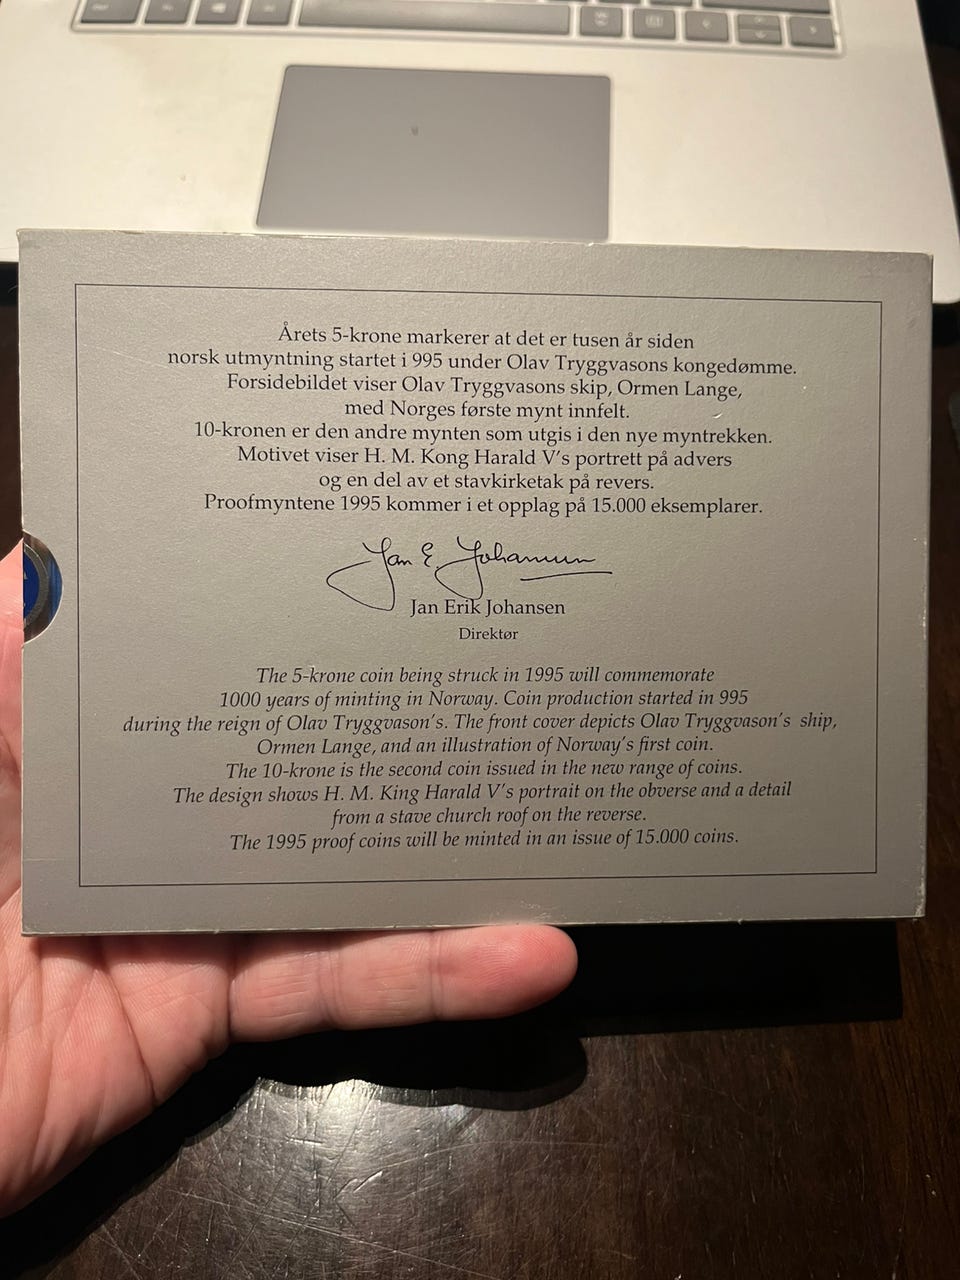 Årets 5-krone markerer at det er tusen år siden
norsk utmyntning startet i 995 under Olav Tryggvasons kongedømme.
Forsidebildet viser Olav Tryggvasons skip, Ormen Lange,
med Norges første mynt innfelt.
10-kronen er den andre mynten som utgis i den nye myntrekken.
Motivet viser H. M. Kong Harald V's portrett på advers
og en del av et stavkirketak på revers.
Proofmyntene 1995 kommer i et opplag på 15.000 eksemplarer.
Jan E. Johansen
Jan Erik Johansen
Direktør
The 5-krone coin being struck in 1995 will commemorate
1000 years of minting in Norway. Coin production started in 995
during the reign of Olav Tryggvason's. The front cover depicts Olav Tryggvason's ship,
Ormen Lange, and an illustration of Norway's first coin.
The 10-krone is the second coin issued in the new range of coins.
The design shows H. M. King Harald V's portrait on the obverse and a detail
from a stave church roof on the reverse.
The 1995 proof coins will be minted in an issue of 15.000 coins.